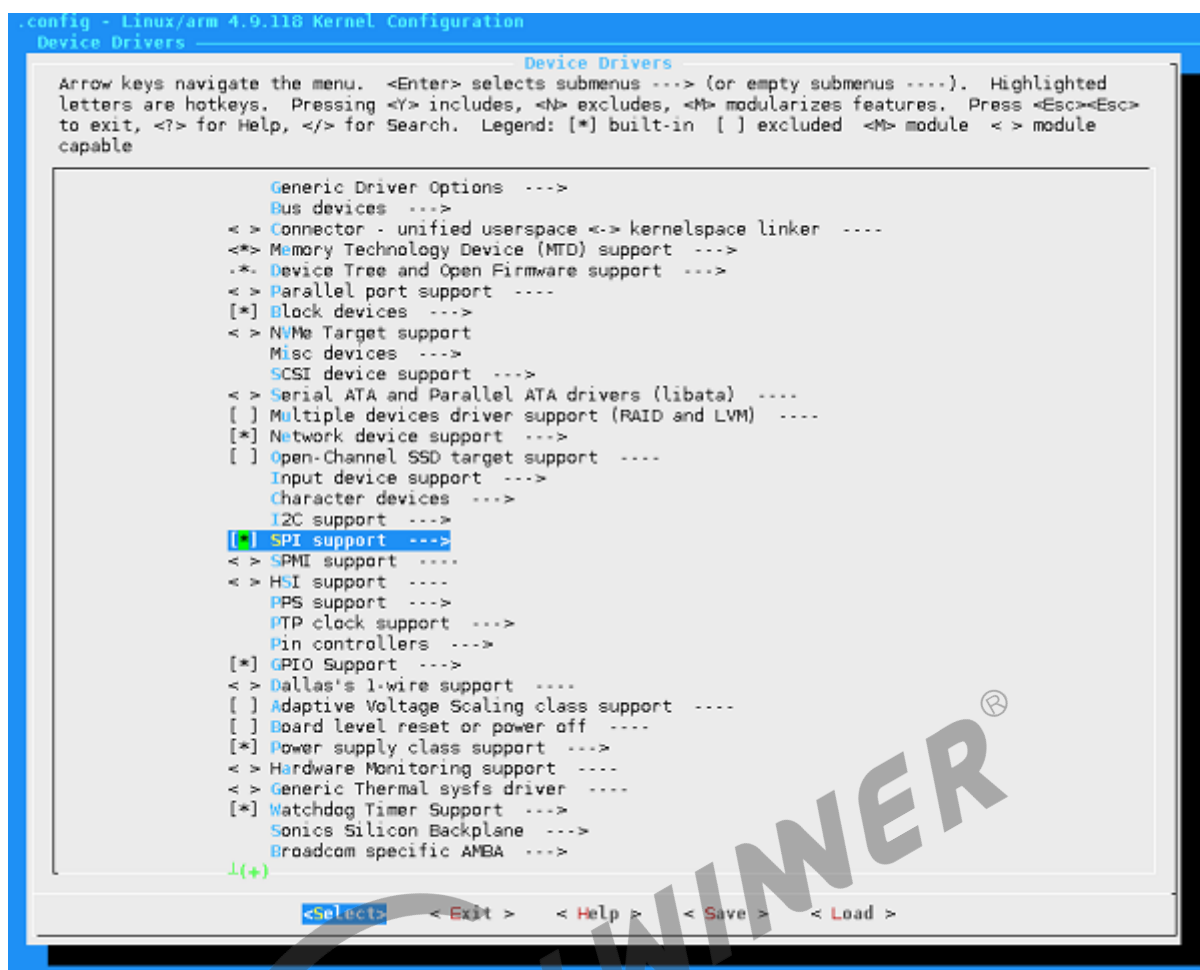 .config - Linux/arm 4.9.118 Kernel Configuration
Device Drivers
Device Drivers
Arrow keys navigate the menu.  <Enter> selects submenus ---> (or empty submenus ----).  Highlighted
letters are hotkeys.  Pressing <Y> includes, <N> excludes, <M> modularizes features.  Press <Esc><Esc>
to exit, <?> for Help, </> for Search.  Legend: [*] built-in  [ ] excluded  <M> module  < > module
capable
Generic Driver Options  --->
Bus devices  --->
< > Connector - unified userspace <-> kernelspace linker  ----
<*> Memory Technology Device (MTD) support  --->
-*- Device Tree and Open Firmware support  --->
< > Parallel port support  ----
[*] Block devices  --->
< > NVMe Target support
Misc devices  --->
SCSI device support  --->
< > Serial ATA and Parallel ATA drivers (libata)  ----
[ ] Multiple devices driver support (RAID and LVM)  ----
[*] Network device support  --->
[ ] Open-Channel SSD target support  ----
Input device support  --->
Character devices  --->
I2C support  --->
[*] SPI support  --->
< > SPMI support  ----
< > HSI support  ----
PPS support  --->
PTP clock support  --->
Pin controllers  --->
[*] GPIO Support  --->
< > Dallas's 1-wire support  ----
[ ] Adaptive Voltage Scaling class support  ----
[ ] Board level reset or power off  ----
[*] Power supply class support  --->
< > Hardware Monitoring support  ----
< > Generic Thermal sysfs driver  ----
[*] Watchdog Timer Support  --->
Sonics Silicon Backplane  --->
Broadcom specific AMBA  --->
┴(+)
<Select>    < Exit >    < Help >    < Save >    < Load >
WINNER®